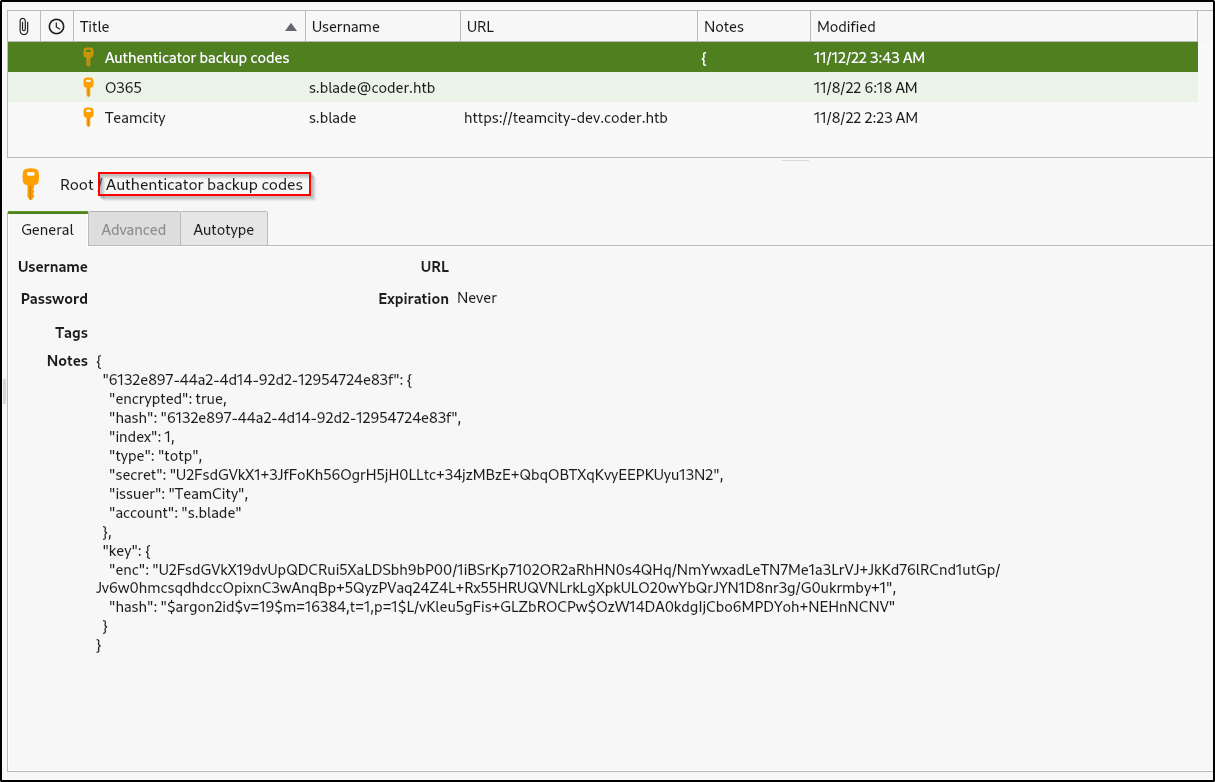 Title Username URL Notes Modified
Authenticator backup codes { 11/12/22 3:43 AM
O365 s.blade@coder.htb 11/8/22 6:18 AM
Teamcity s.blade https://teamcity-dev.coder.htb 11/8/22 2:23 AM
Root / Authenticator backup codes
General Advanced Autotype
Username URL
Password Expiration Never
Tags
Notes {
"6132e897-44a2-4d14-92d2-12954724e83f": {
"encrypted": true,
"hash": "6132e897-44a2-4d14-92d2-12954724e83f",
"index": 1,
"type": "totp",
"secret": "U2FsdGVkX1+3JfFoKh56OgrH5jH0LLtc+34jzMBzE+QbqOBTXqKvyEEPKUyu13N2",
"issuer": "TeamCity",
"account": "s.blade"
},
"key": {
"enc": "U2FsdGVkX19dvUpQDCRui5XaLDSbh9bP00/1iBSrKp7102OR2aRhHN0s4QHq/NmYwxadLeTN7Me1a3LrVJ+JkKd76lRCnd1utGp/
Jv6w0hmcsqdhdccOpixnC3wAnqBp+5QyzPVaq24Z4L+Rx55HRUQVNLrkLgXpkULO20wYbQrJYN1D8nr3g/G0ukrmby+1",
"hash": "$argon2id$v=19$m=16384,t=1,p=1$L/vKleu5gFis+GLZbROCPw$OzW14DA0kdgIjCbo6MPDYoh+NEHnNCNV"
}
}